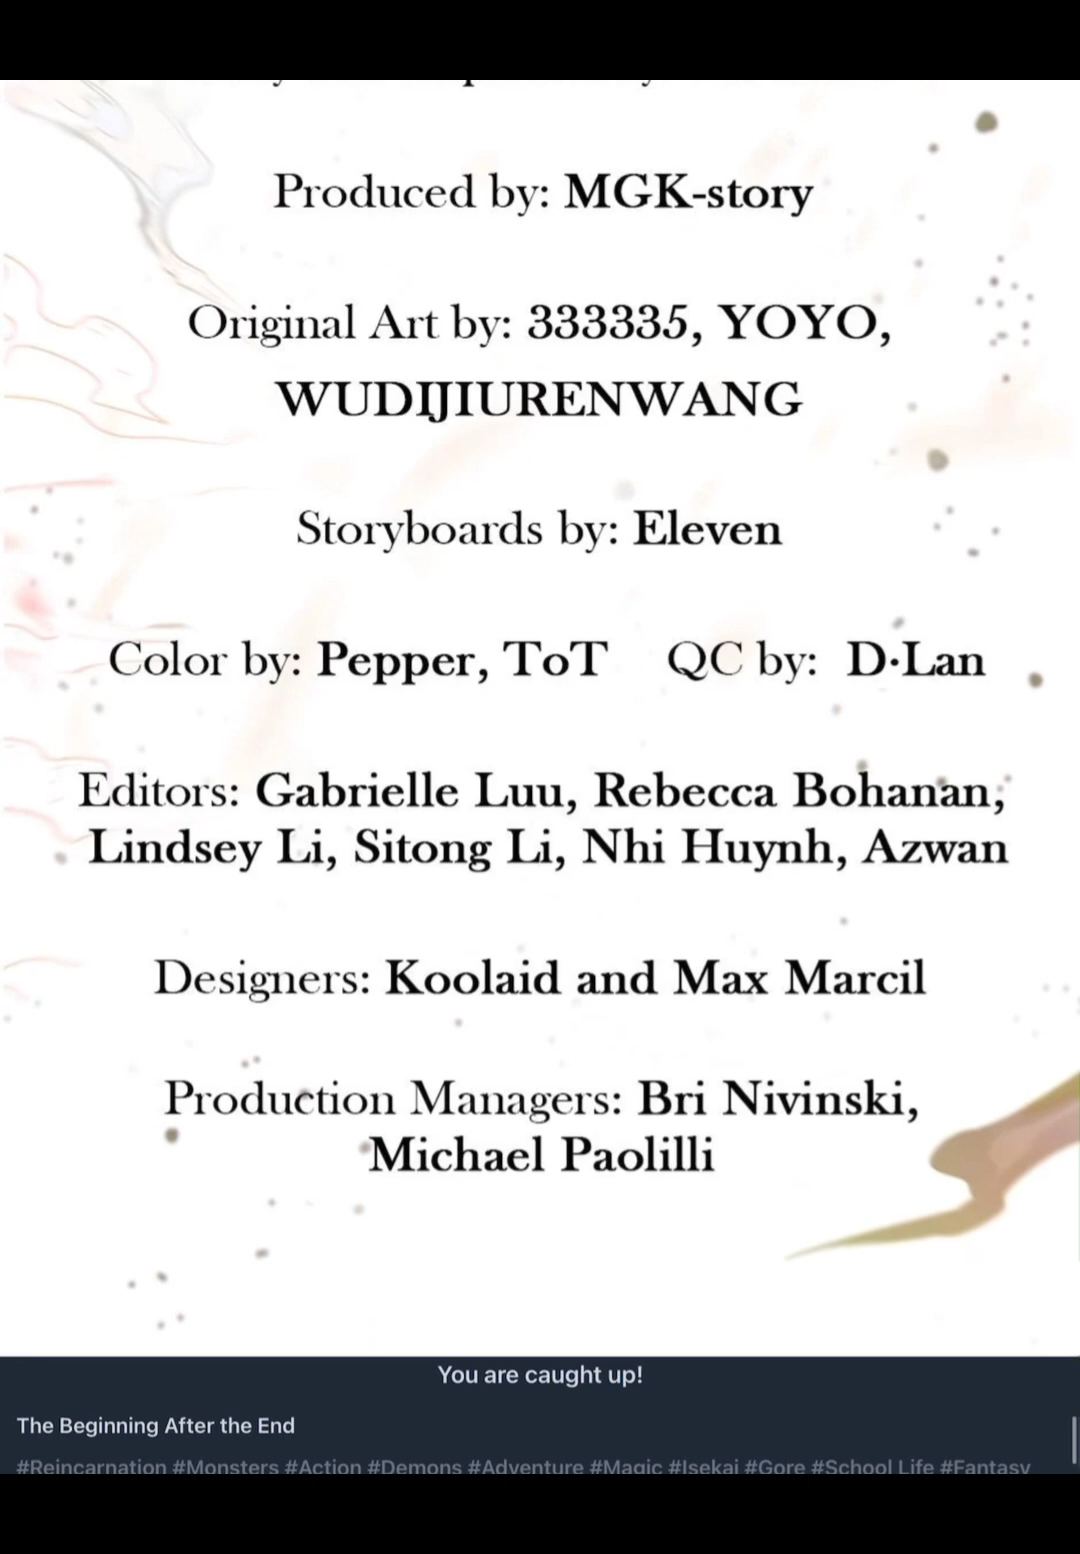 Produced by: MGK-story
Original Art by: 333335, YOYO,
WUDIJIURENWANG
Storyboards by: Eleven
Color by: Pepper, ToT QC by: D·Lan
Editors: Gabrielle Luu, Rebecca Bohanan,
Lindsey Li, Sitong Li, Nhi Huynh, Azwan
Designers: Koolaid and Max Marcil
Production Managers: Bri Nivinski,
Michael Paolilli
You are caught up!
The Beginning After the End
#Reincarnation #Monsters #Action #Demons #Adventure #Magic #Isekai #Gore #School Life #Fantasy